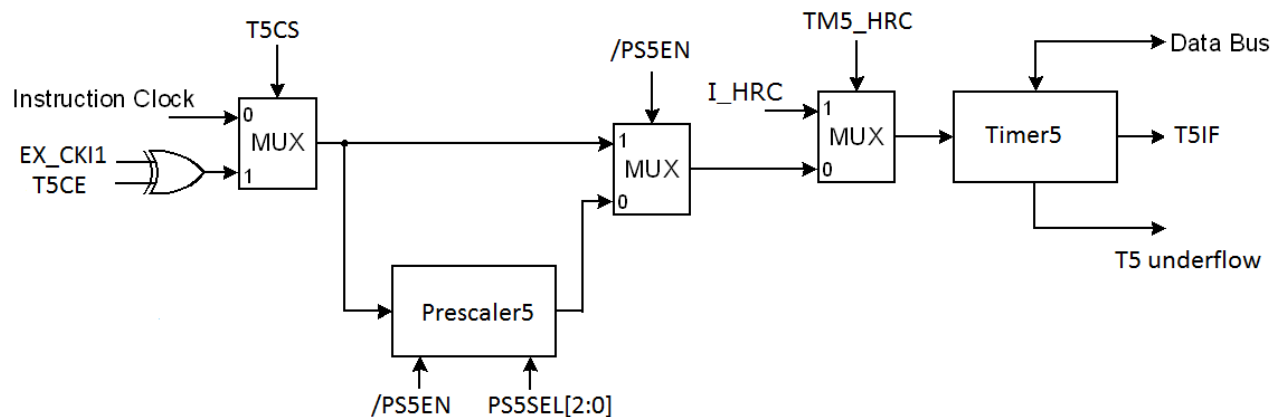 T5CS
TM5_HRC
/PS5EN
Data Bus
Instruction Clock
0
MUX
1
I_HRC
1
MUX
0
EX_CKI1
T5CE
1
MUX
0
Timer5
T5IF
T5 underflow
Prescaler5
/PS5EN
PS5SEL[2:0]